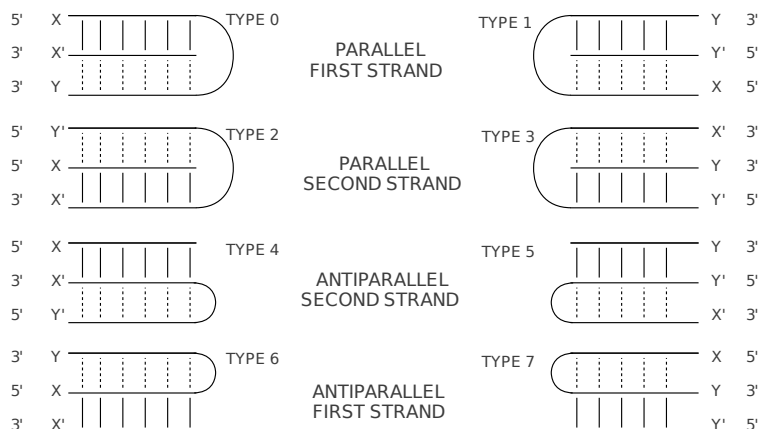 5' X TYPE 0 TYPE 1 Y 3'
3' X' PARALLEL Y' 5'
FIRST STRAND
3' Y X 5'
5' Y' TYPE 2 TYPE 3 X' 3'
5' X PARALLEL Y 3'
SECOND STRAND
3' X' Y' 5'
5' X TYPE 4 TYPE 5 Y 3'
3' X' ANTIPARALLEL Y' 5'
SECOND STRAND
5' Y' X' 3'
3' Y TYPE 6 TYPE 7 X 5'
5' X ANTIPARALLEL Y 3'
FIRST STRAND
3' X' Y' 5'